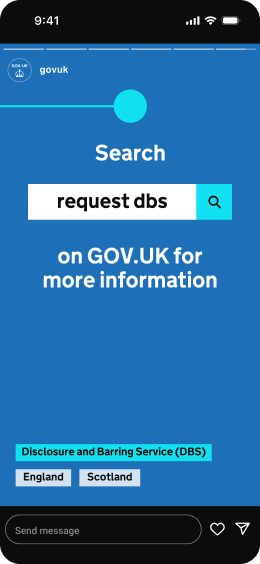 9:41
GOV UK
govuk
Search
request dbs
on GOV.UK for
more information
Disclosure and Barring Service (DBS)
England
Scotland
Send message